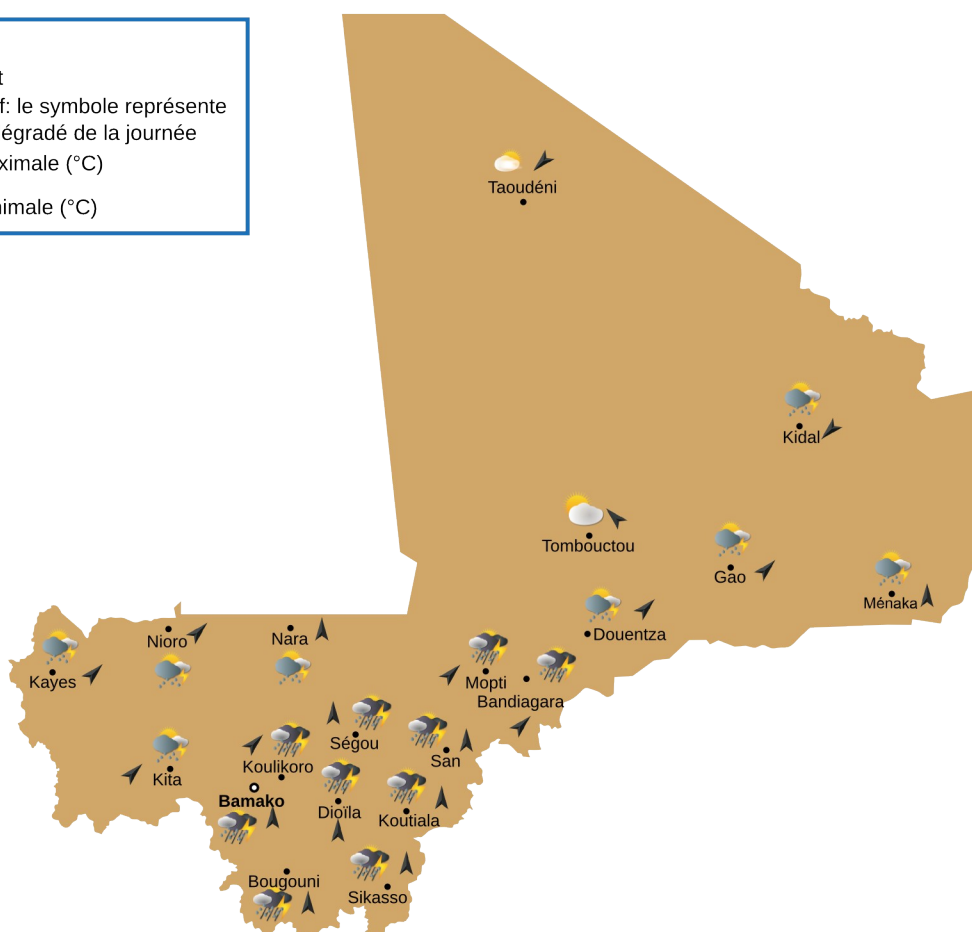 t
f: le symbole représente
égradé de la journée
ximale (°C)
nimale (°C)
Taoudéni
Kidal
Tombouctou
Gao
Ménaka
Douentza
Nioro
Nara
Kayes
Mopti
Bandiagara
Ségou
San
Koulikoro
Kita
Bamako
Dioïla
Koutiala
Bougouni
Sikasso